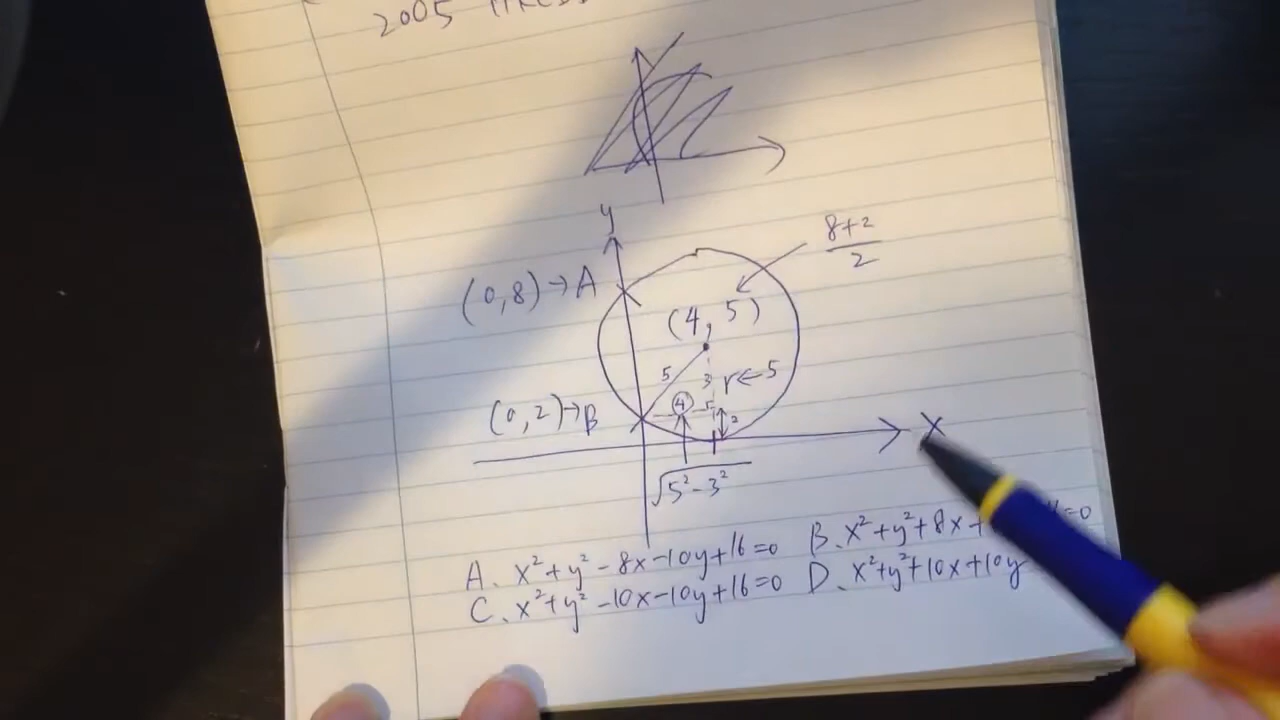 2005
y
8+2
2
(0,8)→A
(4, 5)
5 3 r←5
(0,2)→B 4 2
x
√5²-3²
A. x²+y²-8x-10y+16=0 B. x²+y²+8x+ =0
C. x²+y²-10x-10y+16=0 D. x²+y²+10x+10y